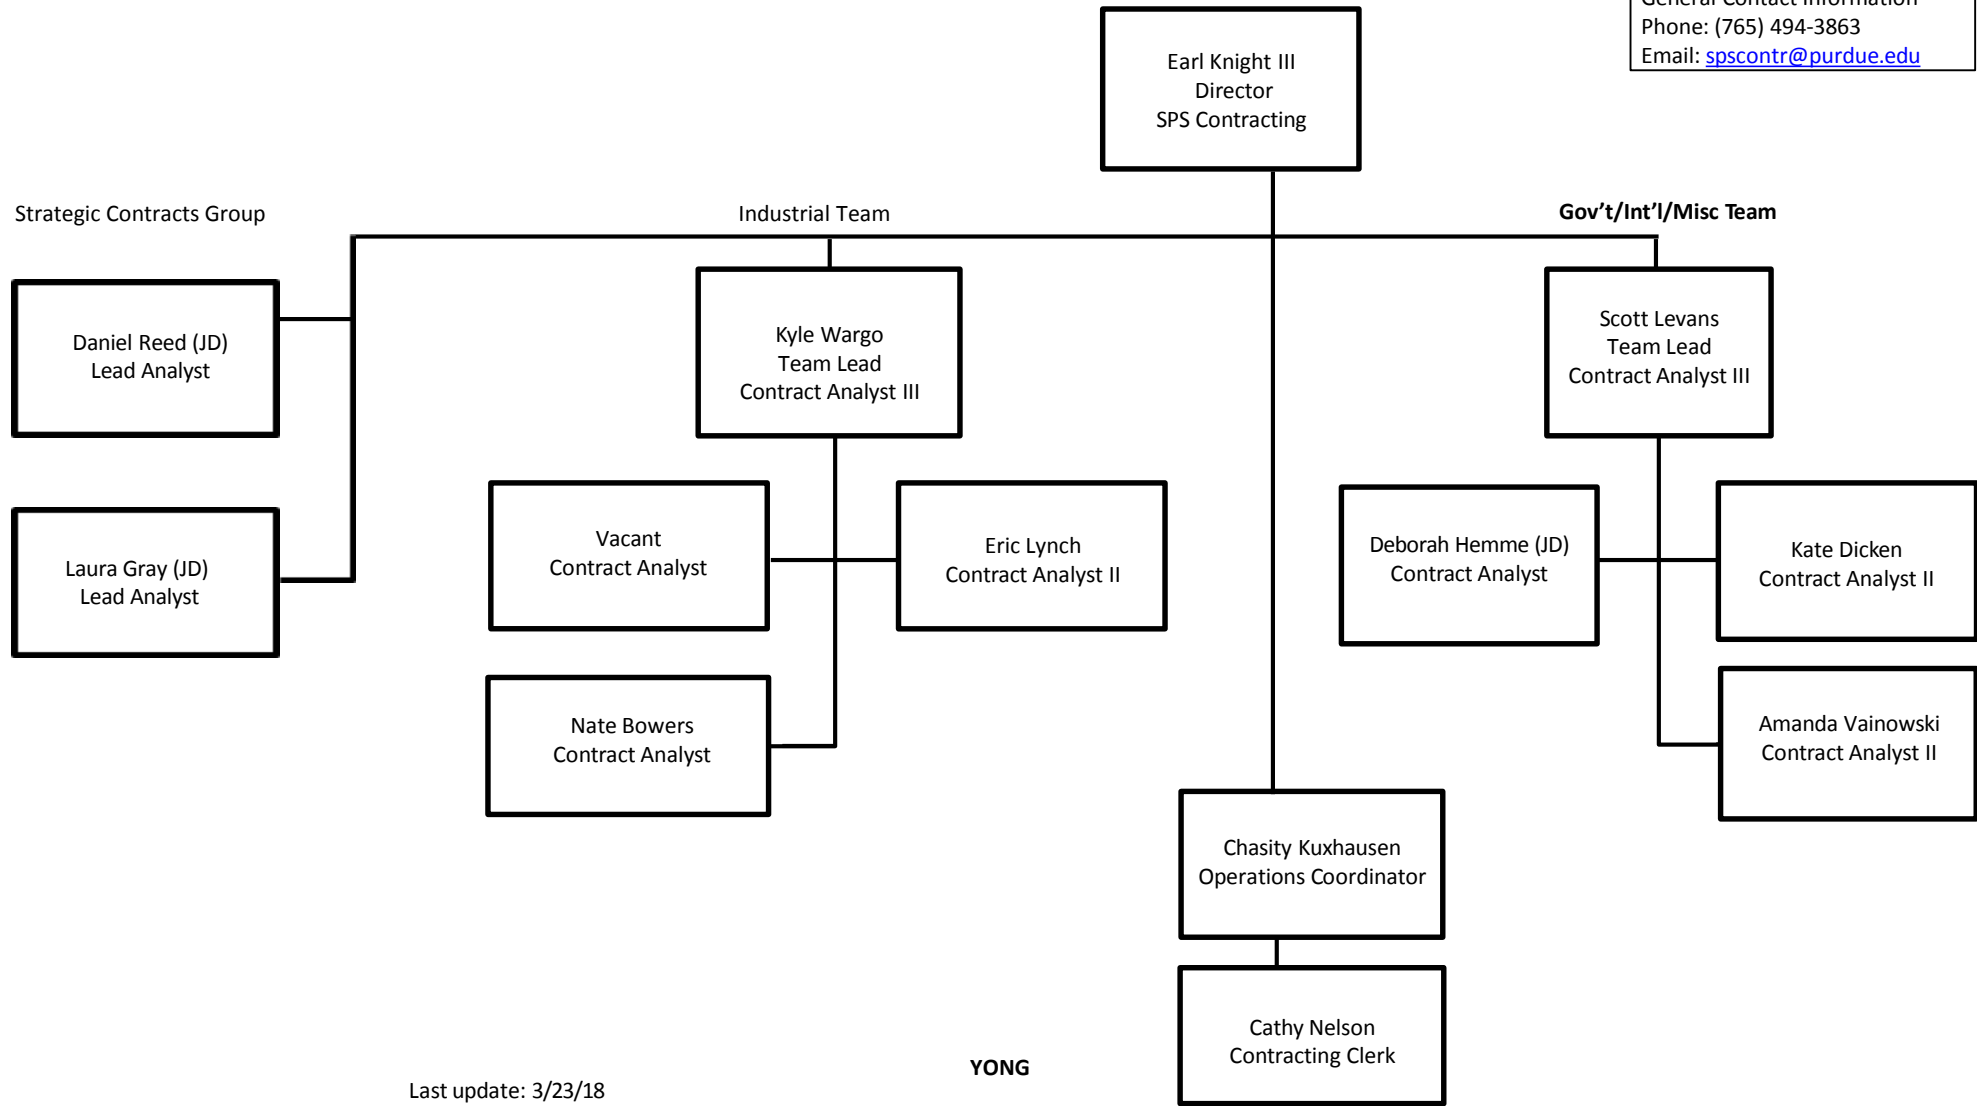 General Contact Information
Phone: (765) 494-3863
Email: spscontr@purdue.edu
Earl Knight III
Director
SPS Contracting
Strategic Contracts Group
Industrial Team
Gov't/Int'l/Misc Team
Daniel Reed (JD)
Lead Analyst
Kyle Wargo
Team Lead
Contract Analyst III
Scott Levans
Team Lead
Contract Analyst III
Laura Gray (JD)
Lead Analyst
Vacant
Contract Analyst
Eric Lynch
Contract Analyst II
Deborah Hemme (JD)
Contract Analyst
Kate Dicken
Contract Analyst II
Nate Bowers
Contract Analyst
Amanda Vainowski
Contract Analyst II
Chasity Kuxhausen
Operations Coordinator
Cathy Nelson
Contracting Clerk
YONG
Last update: 3/23/18